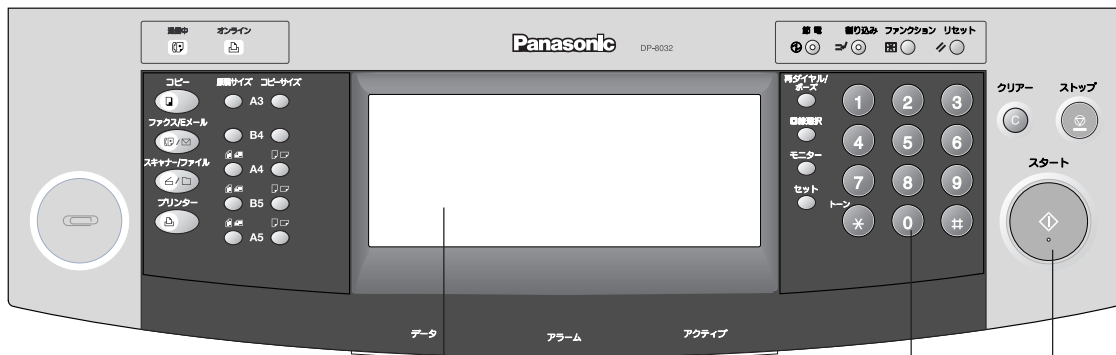 通信中 オンライン
Panasonic DP-8032
節電 割り込み ファンクション リセット
コピー
ファクス/Eメール
スキャナー/ファイル
プリンター
原稿サイズ コピーサイズ
A3
B4
A4
B5
A5
再ダイヤル/
ポーズ
回線選択
モニター
セット
トーン
1 2 3
4 5 6
7 8 9
* 0 #
クリアー ストップ
C
スタート
データ アラーム アクティブ